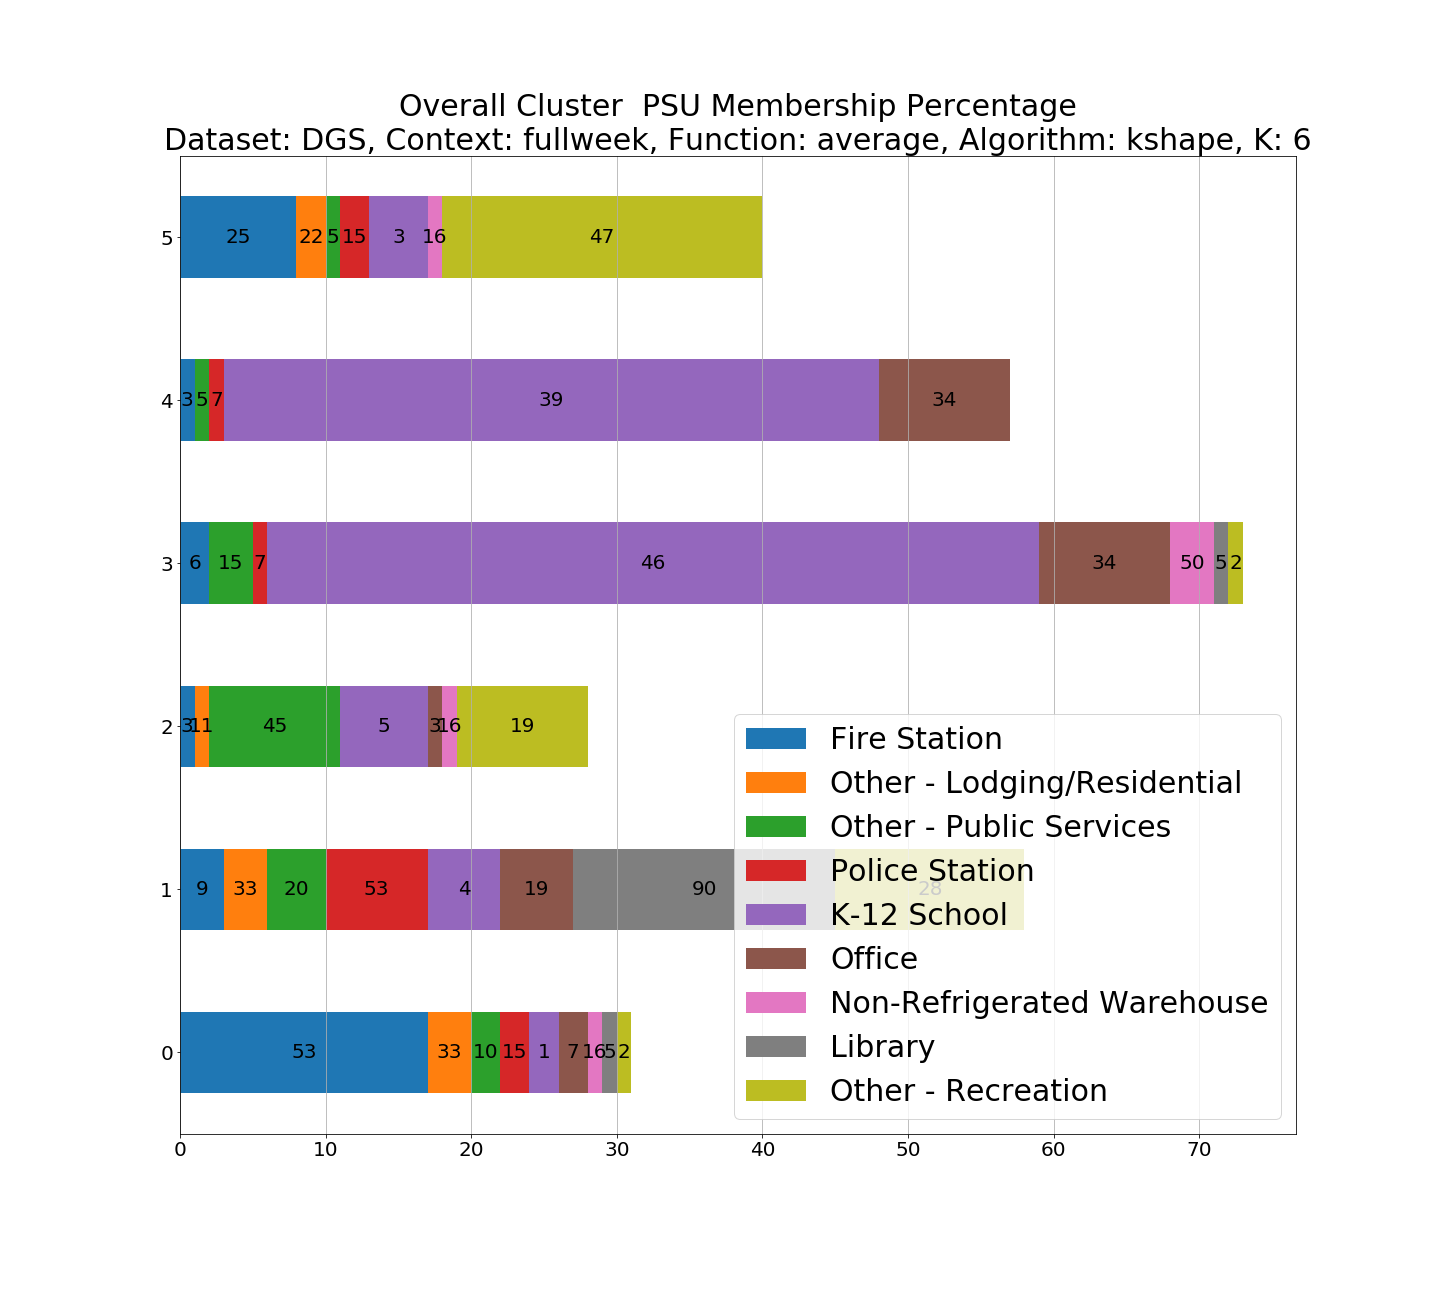 Overall Cluster  PSU Membership Percentage
Dataset: DGS, Context: fullweek, Function: average, Algorithm: kshape, K: 6
5 25 22 5 15 3 16 47
4 3 5 7 39 34
3 6 15 7 46 34 50 5 2
2 3 11 45 5 3 16 19
1 9 33 20 53 4 19 90 28
0 53 33 10 15 1 7 16 5 2
Fire Station
Other - Lodging/Residential
Other - Public Services
Police Station
K-12 School
Office
Non-Refrigerated Warehouse
Library
Other - Recreation
0 10 20 30 40 50 60 70